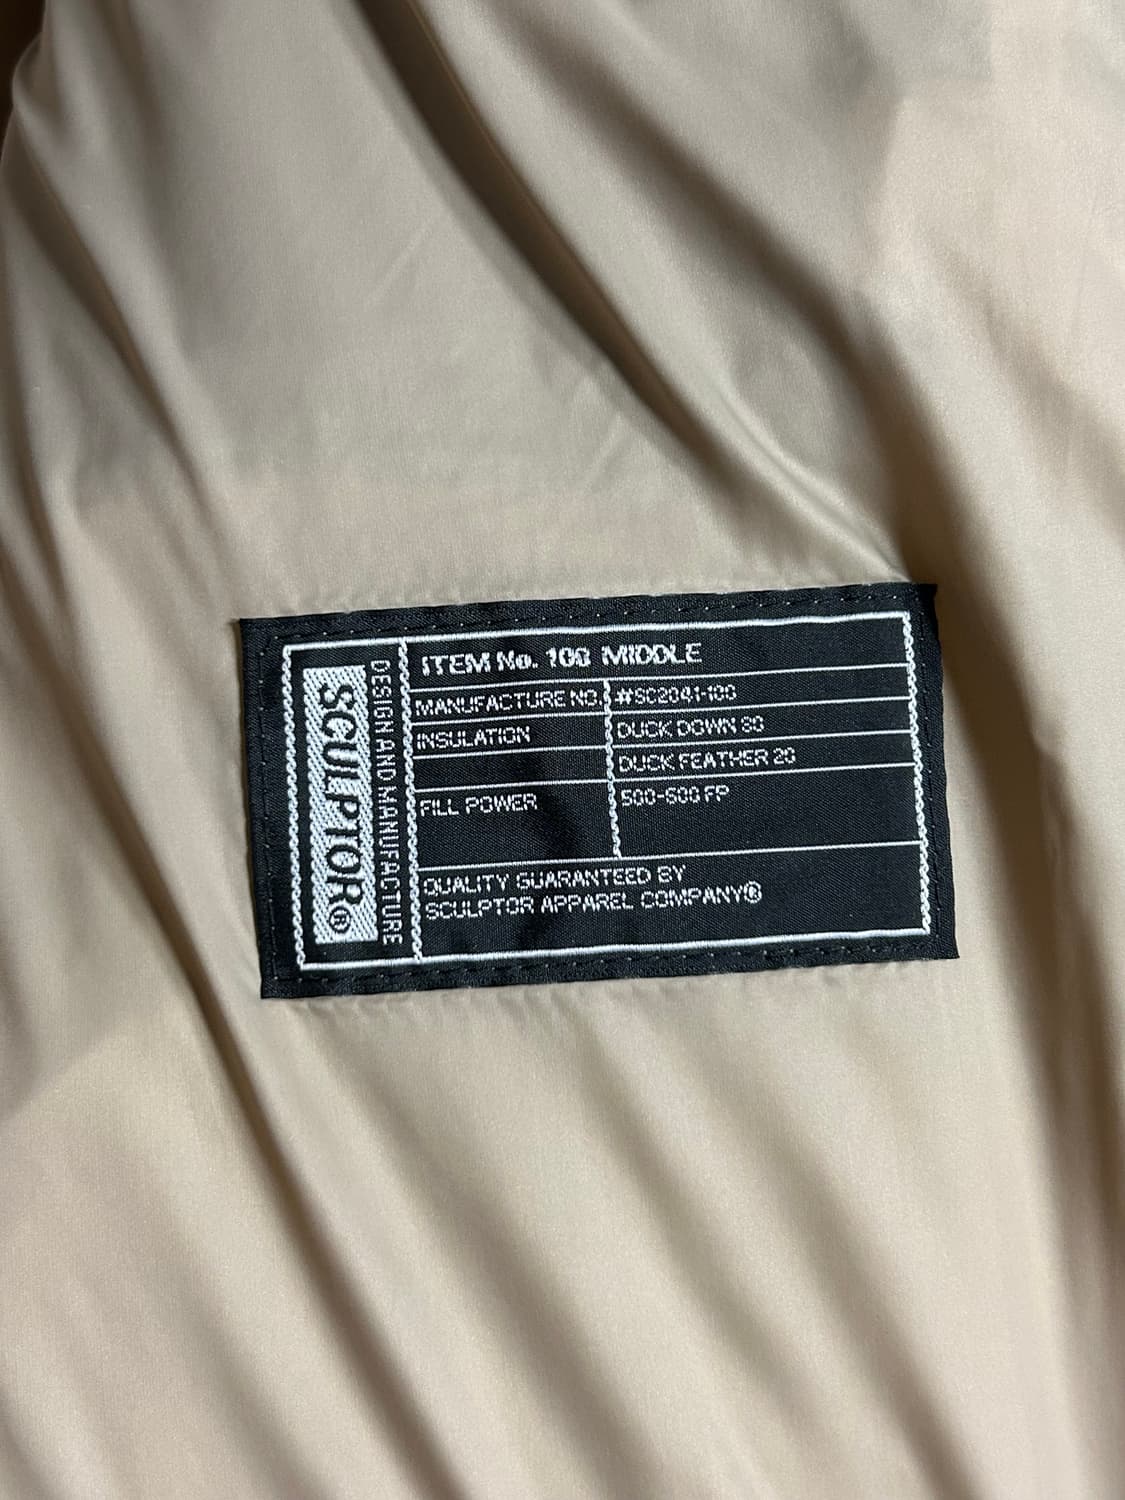 SCULPTOR®
DESIGN AND MANUFACTURE
ITEM No. 100 MIDDLE
MANUFACTURE NO. #SC2041-100
INSULATION DUCK DOWN 80
DUCK FEATHER 20
FILL POWER 500-600 FP
QUALITY GUARANTEED BY
SCULPTOR APPAREL COMPANY®